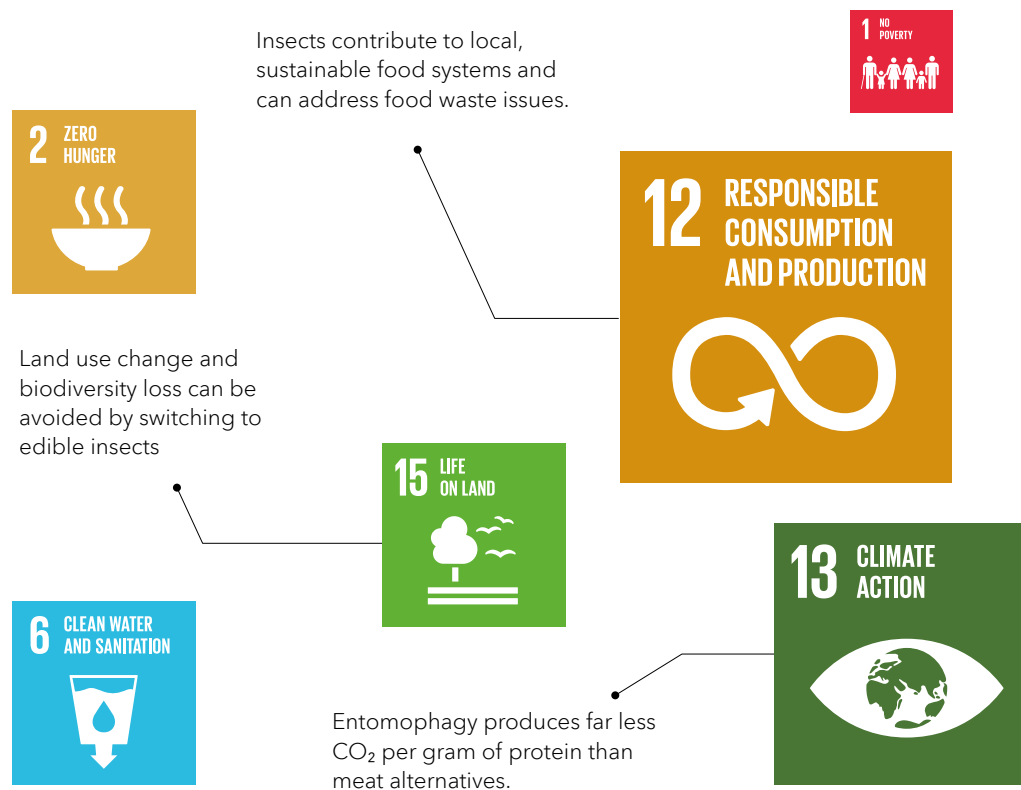 Insects contribute to local,
sustainable food systems and
can address food waste issues.
1 NO
POVERTY
2 ZERO
HUNGER
12 RESPONSIBLE
CONSUMPTION
AND PRODUCTION
Land use change and
biodiversity loss can be
avoided by switching to
edible insects
15 LIFE
ON LAND
13 CLIMATE
ACTION
6 CLEAN WATER
AND SANITATION
Entomophagy produces far less
CO₂ per gram of protein than
meat alternatives.